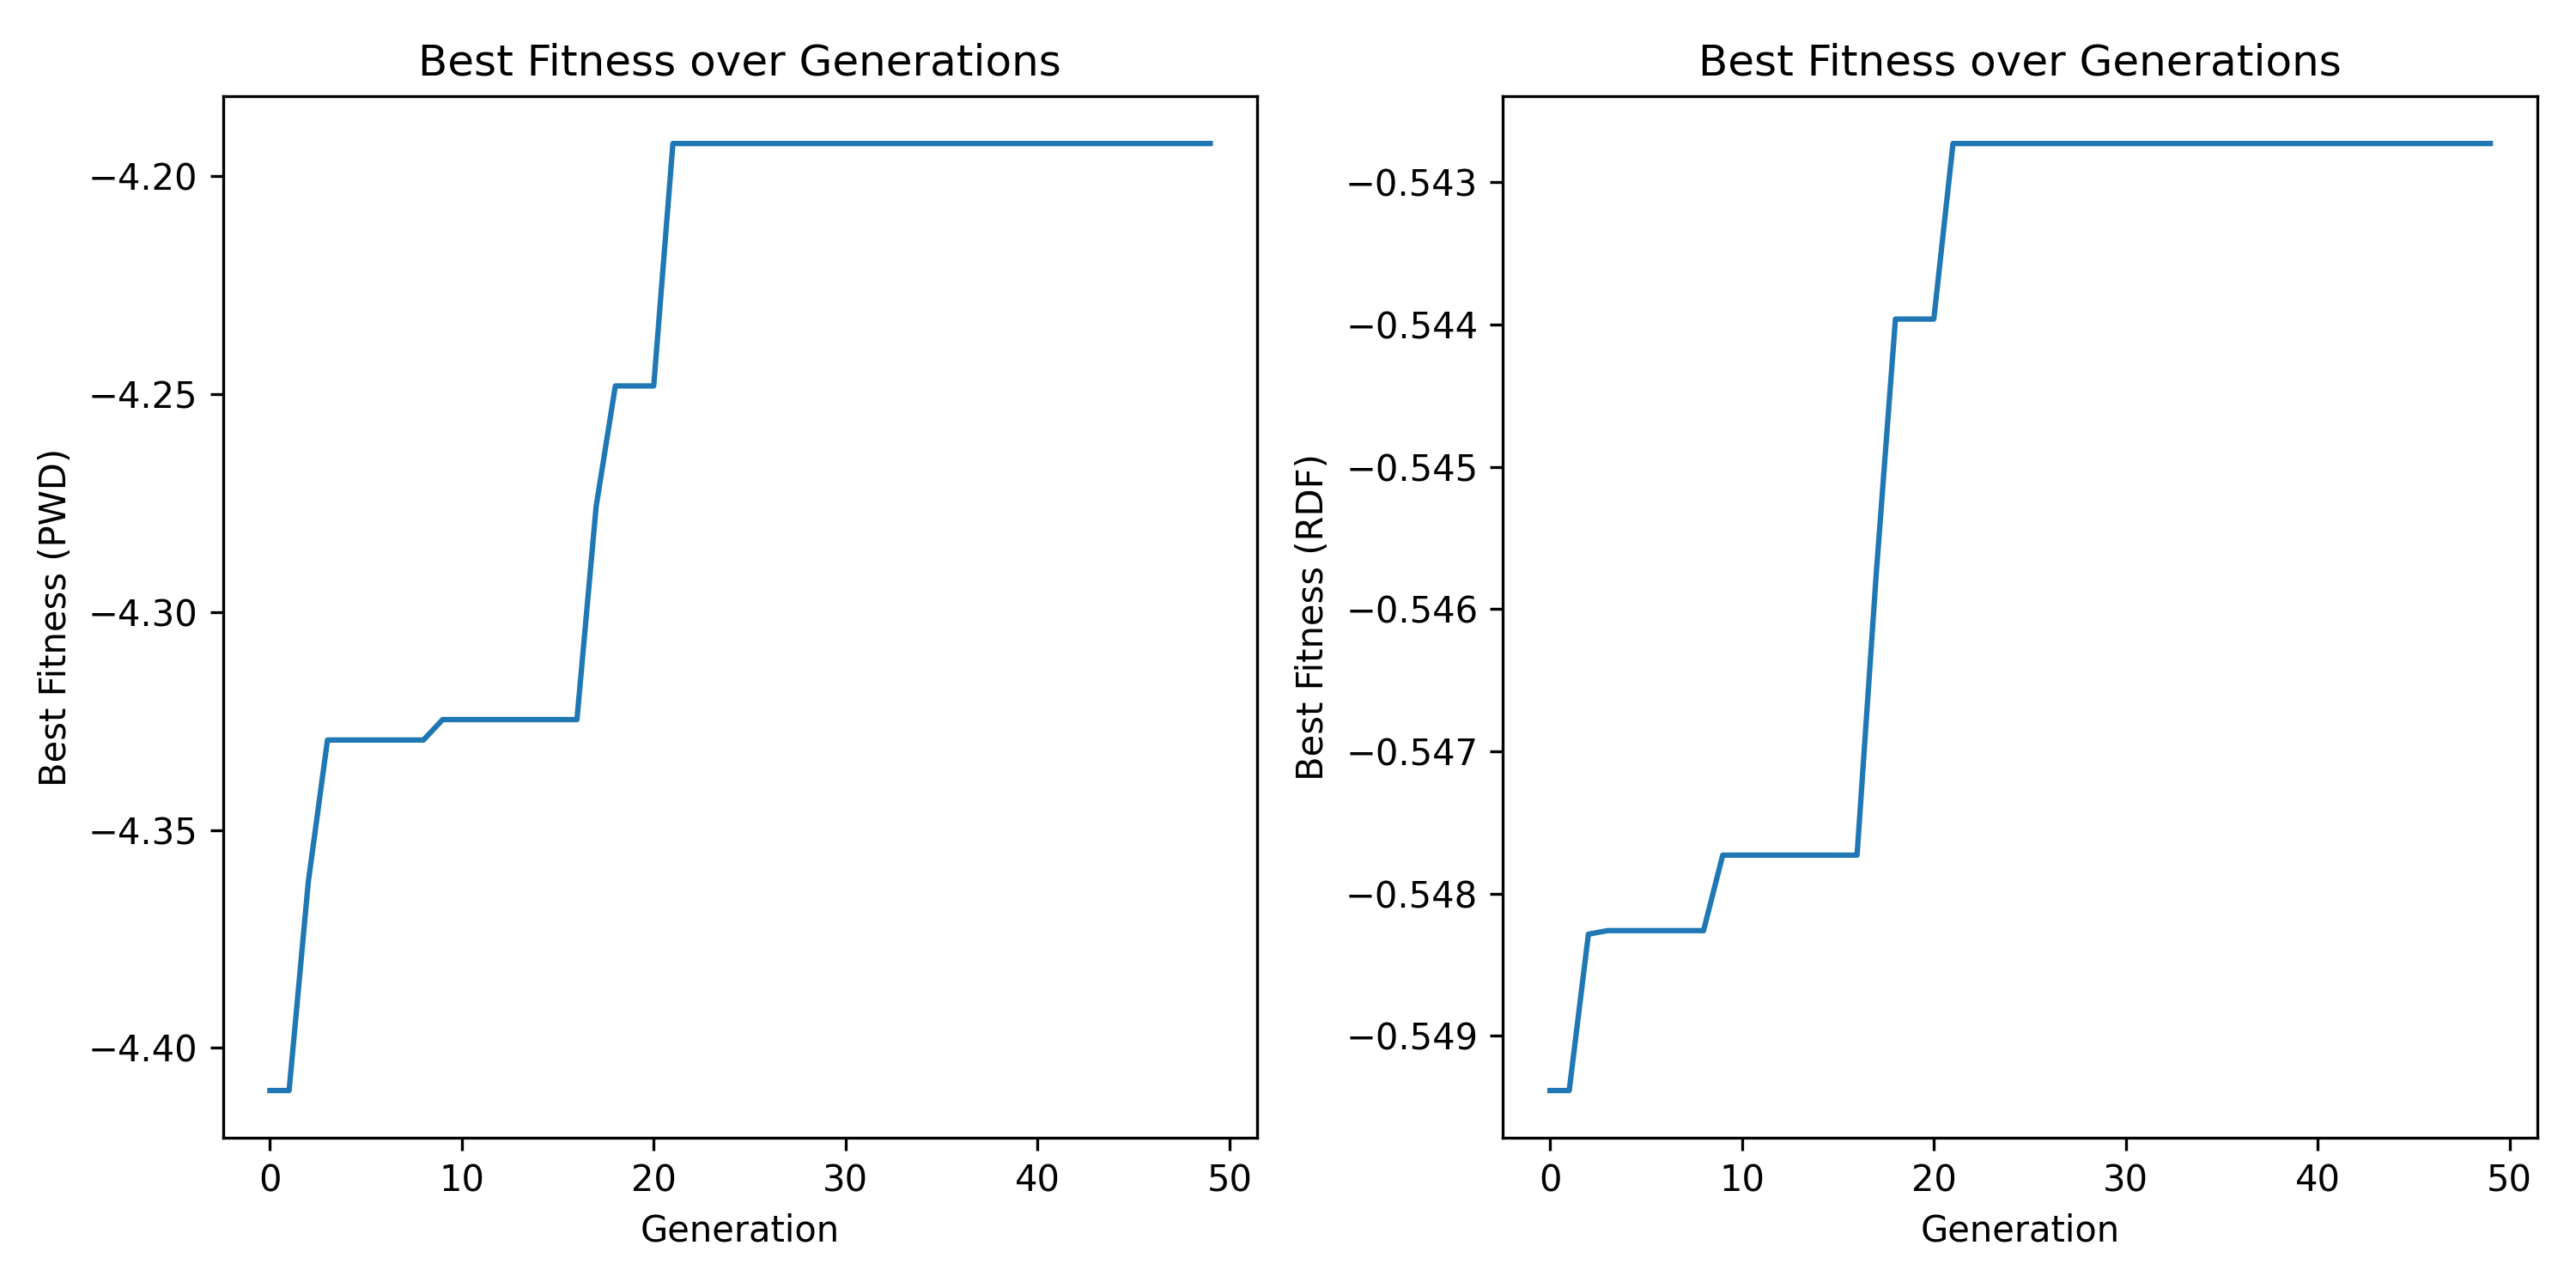 Best Fitness over Generations
Best Fitness (PWD)
−4.20
−4.25
−4.30
−4.35
−4.40
0 10 20 30 40 50
Generation
Best Fitness over Generations
Best Fitness (RDF)
−0.543
−0.544
−0.545
−0.546
−0.547
−0.548
−0.549
0 10 20 30 40 50
Generation